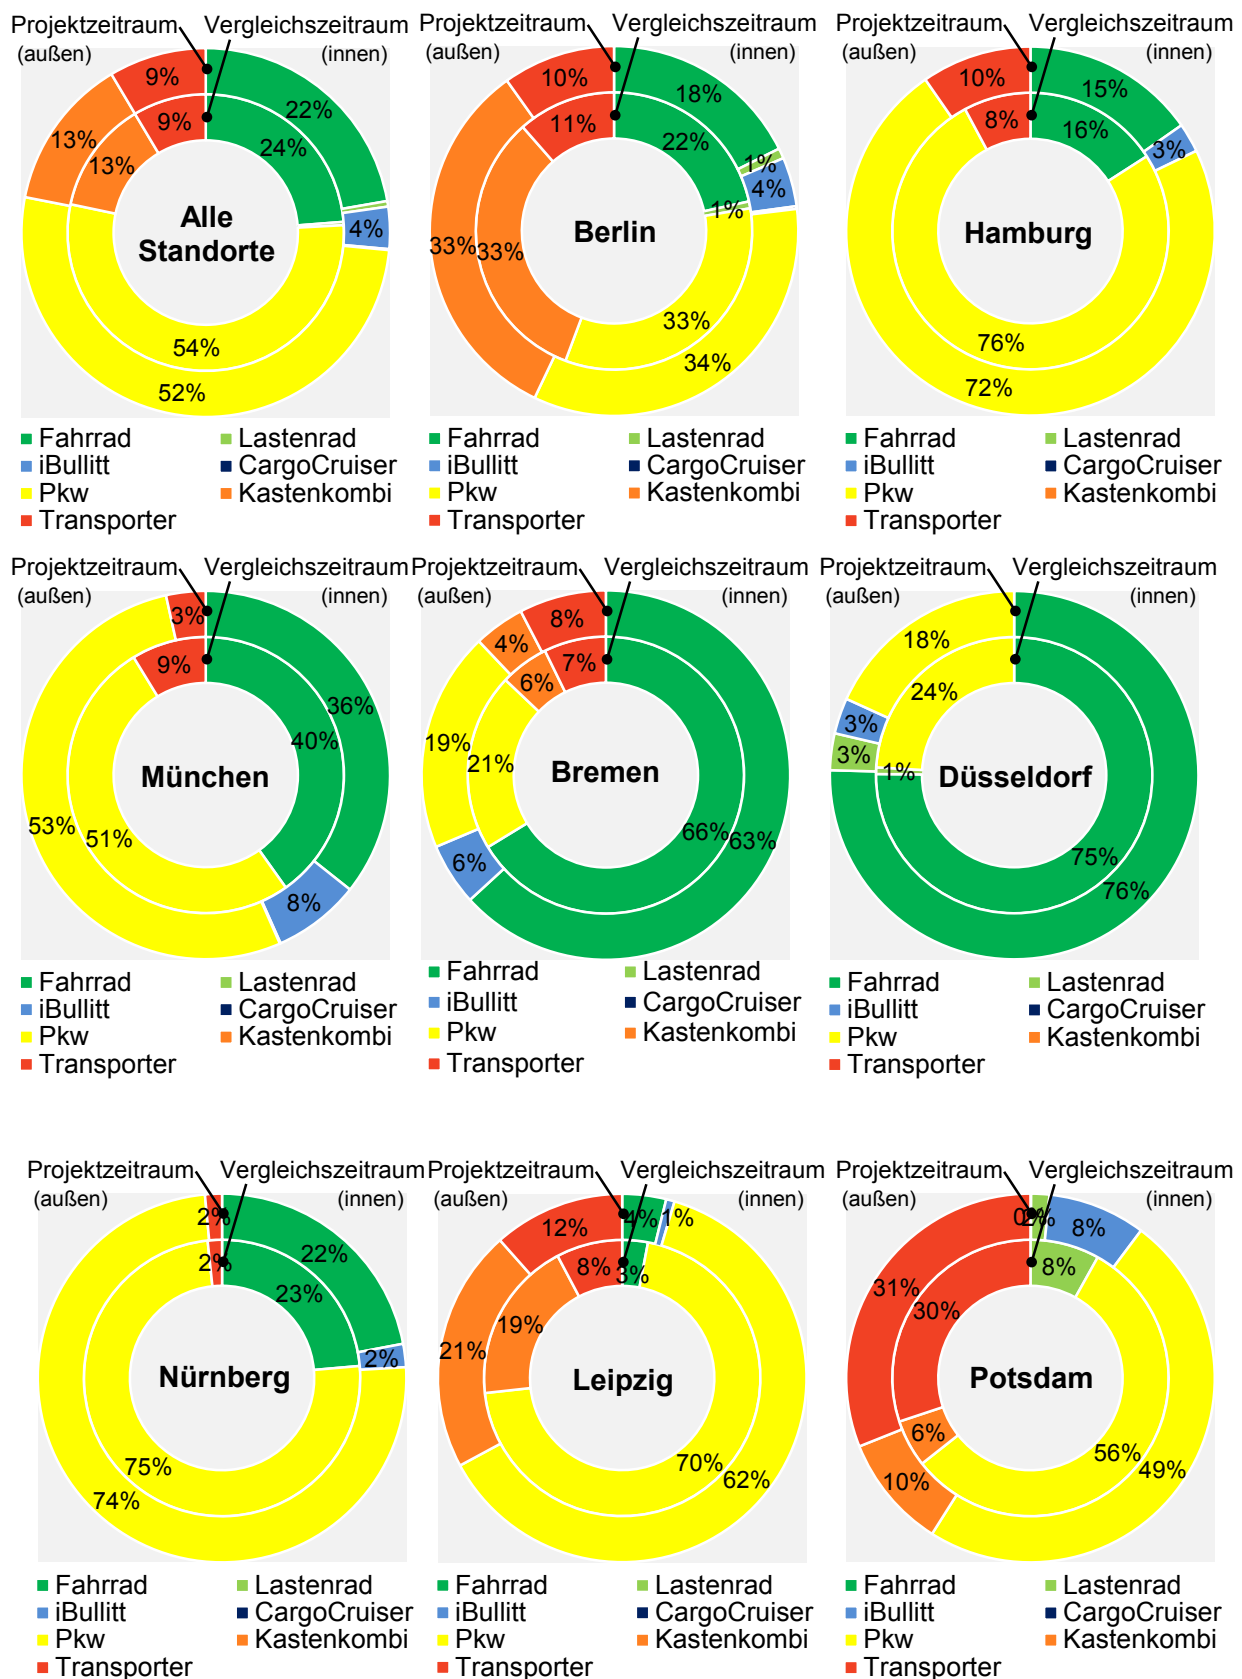 Projektzeitraum Vergleichszeitraum Projektzeitraum Vergleichszeitraum Projektzeitraum Vergleichszeitraum
(außen) (innen) (außen) (innen) (außen) (innen)
9% 22% 13% 9% 24% 13% 4% 54% 52%
Alle
Standorte
10% 18% 11% 22% 1% 4% 1% 33% 33% 33% 34%
Berlin
10% 15% 8% 16% 3% 76% 72%
Hamburg
Fahrrad Lastenrad Fahrrad Lastenrad Fahrrad Lastenrad
iBullitt CargoCruiser iBullitt CargoCruiser iBullitt CargoCruiser
Pkw Kastenkombi Pkw Kastenkombi Pkw Kastenkombi
Transporter Transporter Transporter
Projektzeitraum Vergleichszeitraum Projektzeitraum Vergleichszeitraum Projektzeitraum Vergleichszeitraum
(außen) (innen) (außen) (innen) (außen) (innen)
3% 9% 36% 40% 53% 51% 8%
München
8% 4% 7% 6% 19% 21% 66% 63% 6%
Bremen
18% 24% 3% 3% 1% 75% 76%
Düsseldorf
Fahrrad Lastenrad Fahrrad Lastenrad Fahrrad Lastenrad
iBullitt CargoCruiser iBullitt CargoCruiser iBullitt CargoCruiser
Pkw Kastenkombi Pkw Kastenkombi Pkw Kastenkombi
Transporter Transporter Transporter
Projektzeitraum Vergleichszeitraum Projektzeitraum Vergleichszeitraum Projektzeitraum Vergleichszeitraum
(außen) (innen) (außen) (innen) (außen) (innen)
2% 22% 2% 23% 2% 75% 74%
Nürnberg
12% 4% 1% 8% 3% 19% 21% 70% 62%
Leipzig
0% 2% 8% 8% 31% 30% 6% 10% 56% 49%
Potsdam
Fahrrad Lastenrad Fahrrad Lastenrad Fahrrad Lastenrad
iBullitt CargoCruiser iBullitt CargoCruiser iBullitt CargoCruiser
Pkw Kastenkombi Pkw Kastenkombi Pkw Kastenkombi
Transporter Transporter Transporter